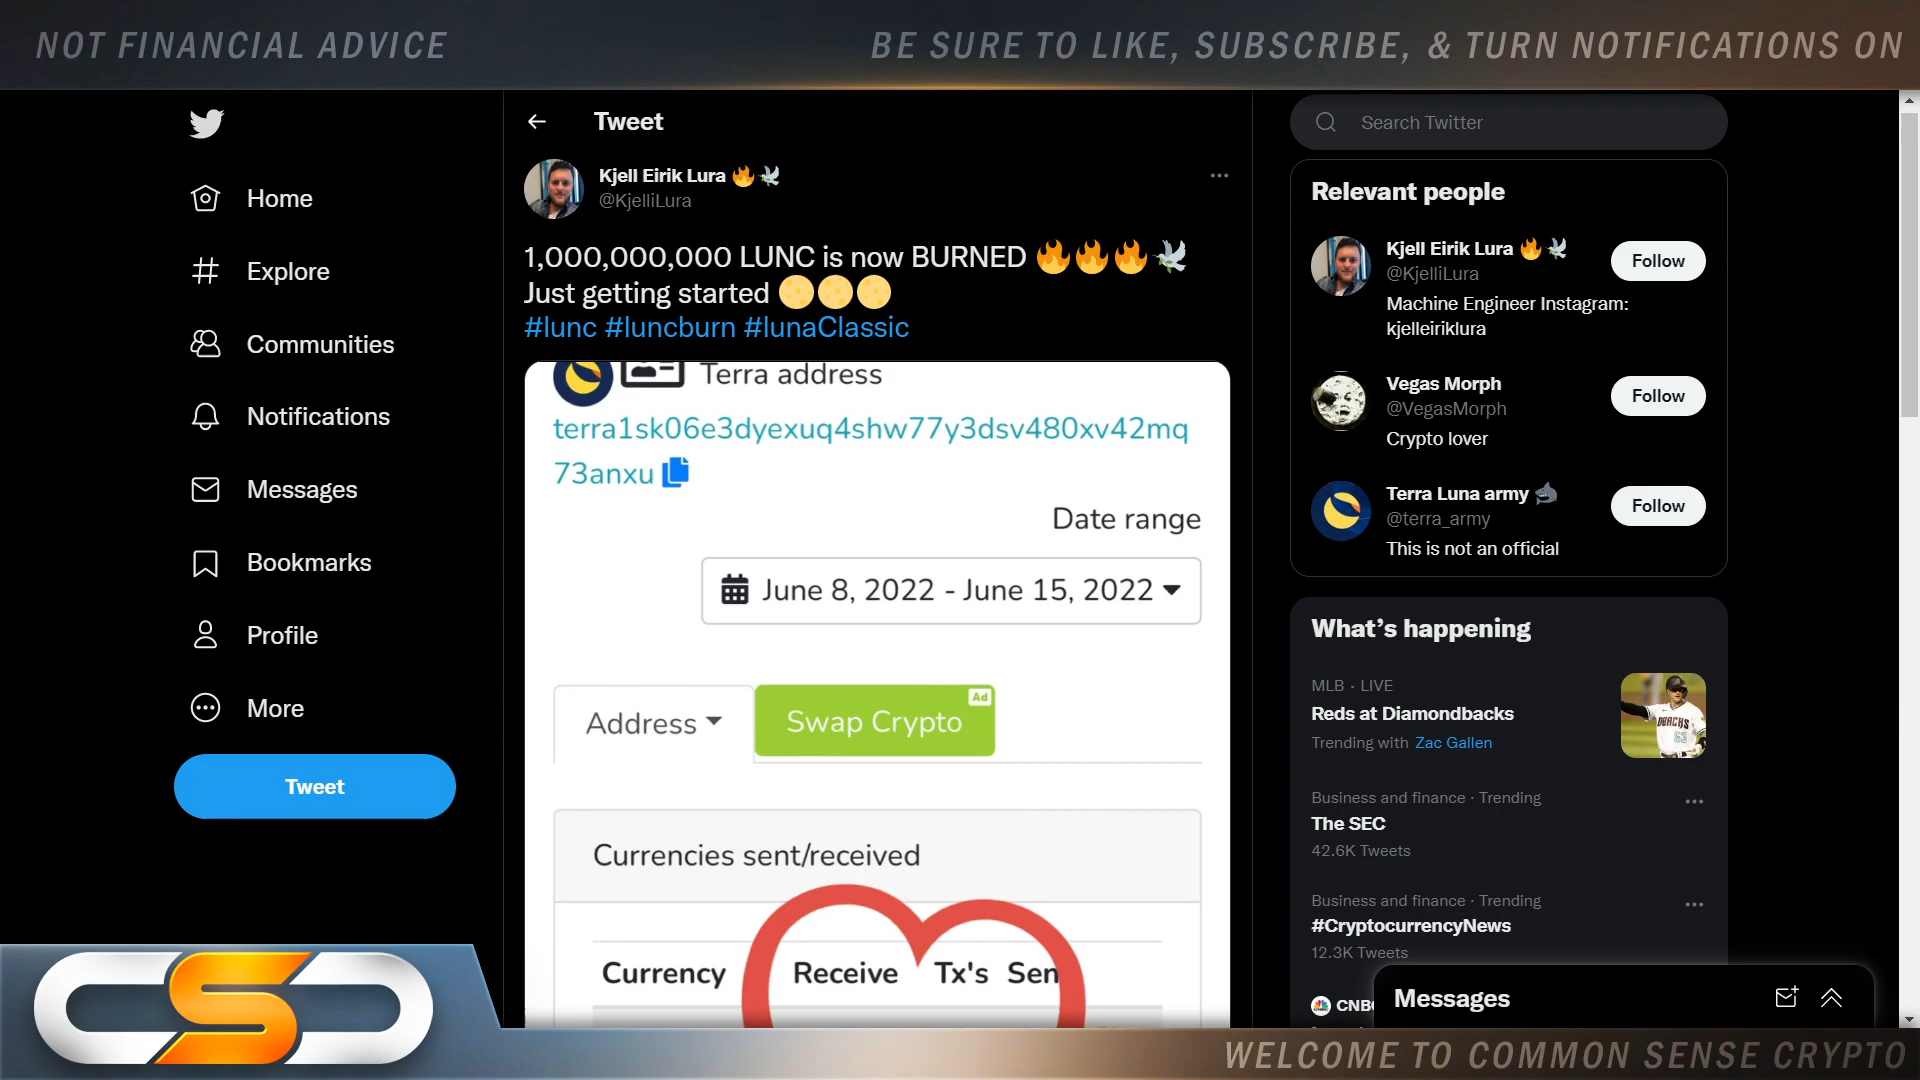 NOT FINANCIAL ADVICE
BE SURE TO LIKE, SUBSCRIBE, & TURN NOTIFICATIONS ON
Home
Explore
Communities
Notifications
Messages
Bookmarks
Profile
More
Tweet
Tweet
Kjell Eirik Lura 🔥🕊
@KjelliLura
1,000,000,000 LUNC is now BURNED 🔥🔥🔥🕊
Just getting started 🌕🌕🌕
#lunc #luncburn #lunaClassic
Terra address
terra1sk06e3dyexuq4shw77y3dsv480xv42mq
73anxu
Date range
June 8, 2022 - June 15, 2022
Address
Ad
Swap Crypto
Currencies sent/received
Currency Receive Tx's Sen
Search Twitter
Relevant people
Kjell Eirik Lura 🔥🕊
@KjelliLura
Follow
Machine Engineer Instagram:
kjelleiriklura
Vegas Morph
@VegasMorph
Follow
Crypto lover
Terra Luna army 🦈
@terra_army
Follow
This is not an official
What's happening
MLB · LIVE
Reds at Diamondbacks
Trending with Zac Gallen
Business and finance · Trending
The SEC
42.6K Tweets
Business and finance · Trending
#CryptocurrencyNews
12.3K Tweets
CNBC
Messages
CSC
WELCOME TO COMMON SENSE CRYPTO